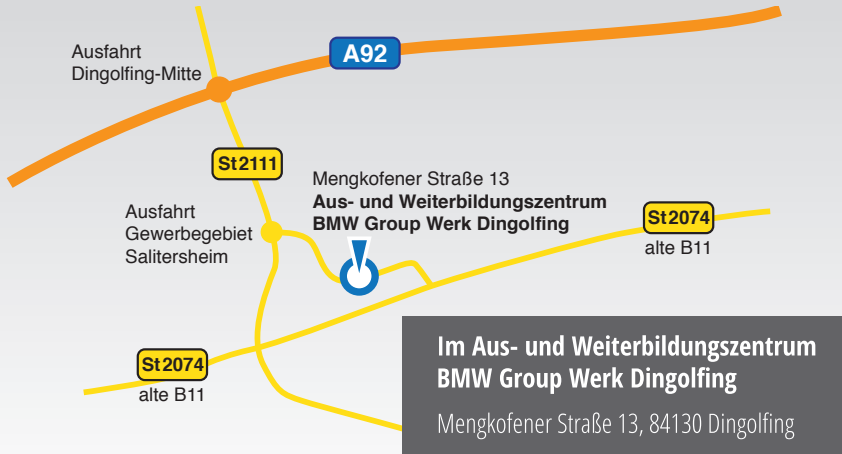 Ausfahrt
Dingolfing-Mitte
A92
St2111
Mengkofener Straße 13
Aus- und Weiterbildungszentrum
BMW Group Werk Dingolfing
Ausfahrt
Gewerbegebiet
Salitersheim
St2074
alte B11
St2074
alte B11
Im Aus- und Weiterbildungszentrum
BMW Group Werk Dingolfing
Mengkofener Straße 13, 84130 Dingolfing